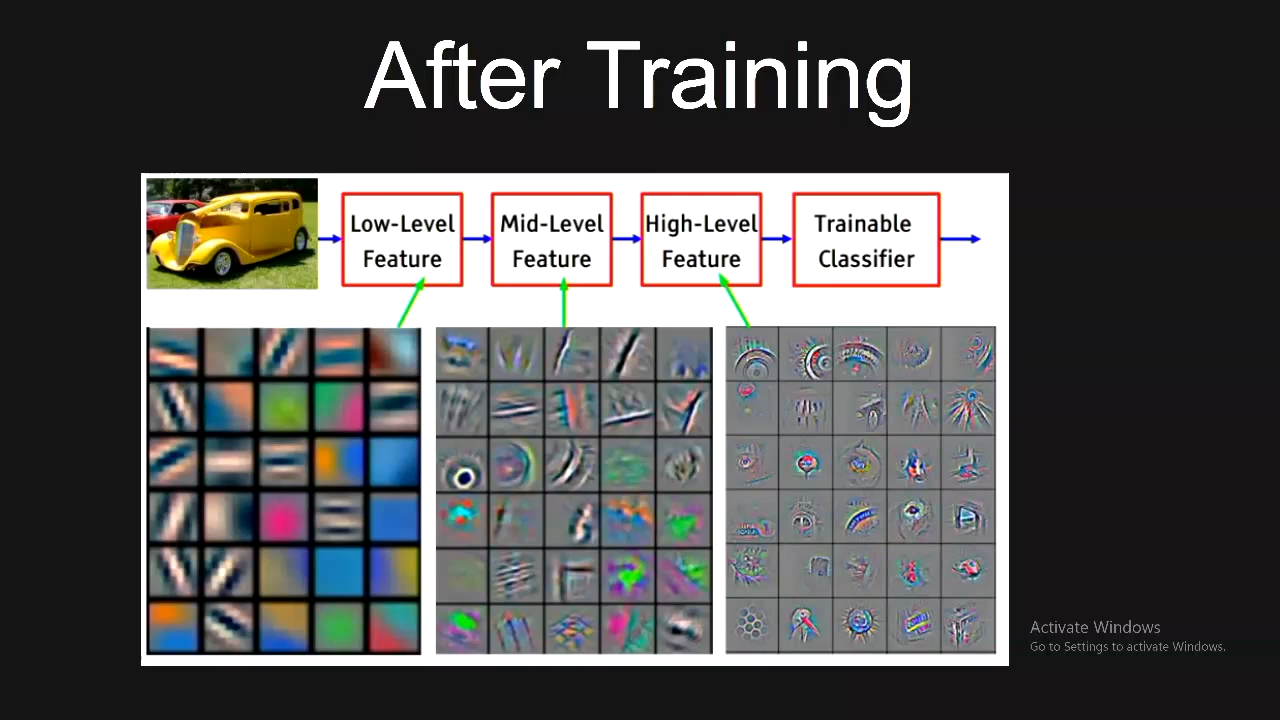 After Training
Low-Level
Feature
Mid-Level
Feature
High-Level
Feature
Trainable
Classifier
Activate Windows
Go to Settings to activate Windows.